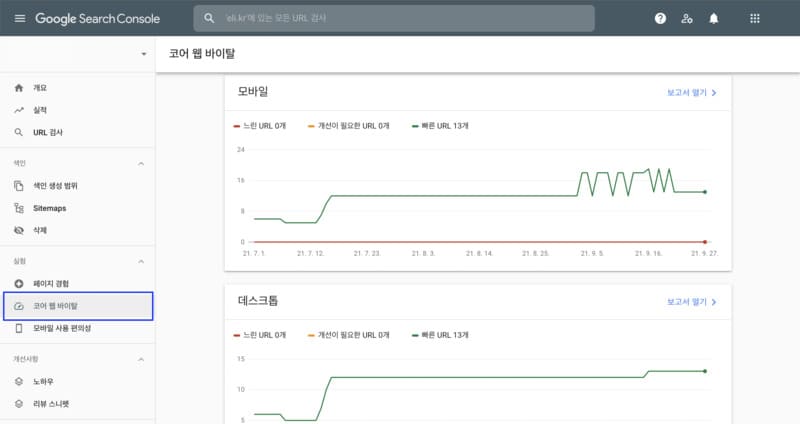 Google Search Console
'eli.kr'에 있는 모든 URL 검사
코어 웹 바이탈
개요
실적
URL 검사
색인
색인 생성 범위
Sitemaps
삭제
실험
페이지 경험
코어 웹 바이탈
모바일 사용 편의성
개선사항
노하우
리뷰 스니펫
모바일
보고서 열기
느린 URL 0개
개선이 필요한 URL 0개
빠른 URL 13개
24
16
8
0
21. 7. 1.
21. 7. 12.
21. 7. 23.
21. 8. 3.
21. 8. 14.
21. 8. 25.
21. 9. 5.
21. 9. 16.
21. 9. 27.
데스크톱
보고서 열기
느린 URL 0개
개선이 필요한 URL 0개
빠른 URL 13개
15
10
5